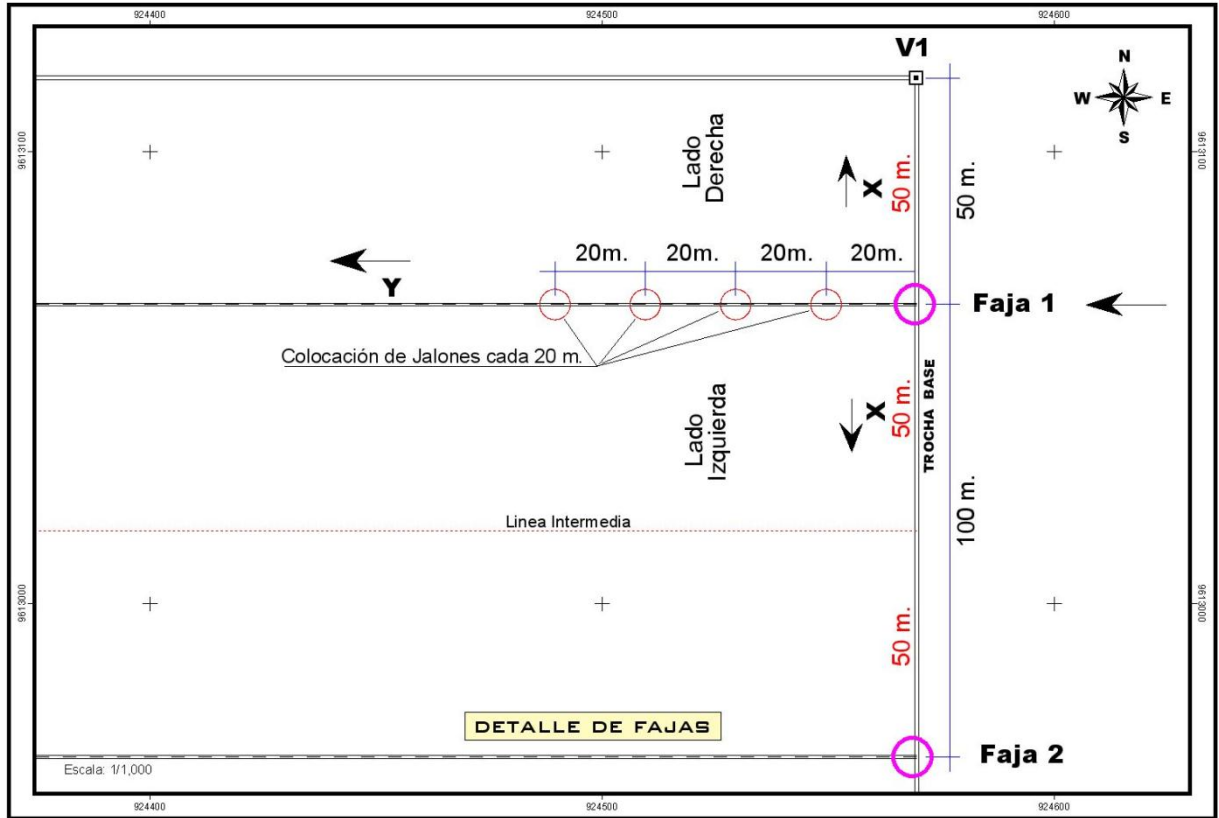 924400
924500
924600
V1
N
W
E
S
9613100
9613100
Lado
Derecha
X
50 m.
50 m.
20m.
20m.
20m.
20m.
Y
Faja 1
Colocación de Jalones cada 20 m.
Lado
Izquierda
X
50 m.
TROCHA BASE
100 m.
Linea Intermedia
9613000
9613000
50 m.
DETALLE DE FAJAS
Faja 2
Escala: 1/1,000
924400
924500
924600